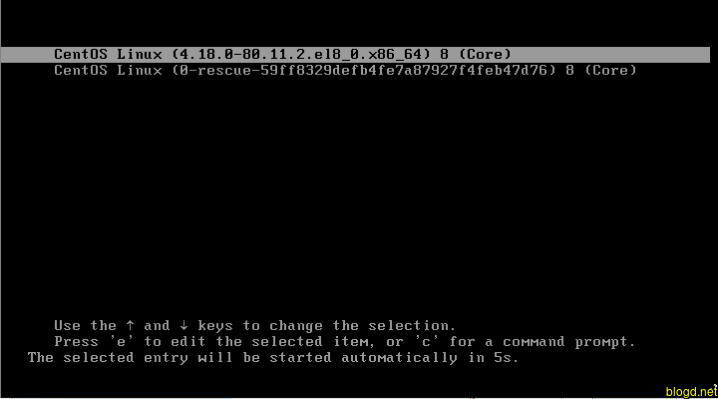 CentOS Linux (4.18.0-80.11.2.el8_0.x86_64) 8 (Core)
CentOS Linux (0-rescue-59ff8329defb4fe7a87927f4feb47d76) 8 (Core)
Use the ↑ and ↓ keys to change the selection.
Press 'e' to edit the selected item, or 'c' for a command prompt.
The selected entry will be started automatically in 5s.
blogd.net